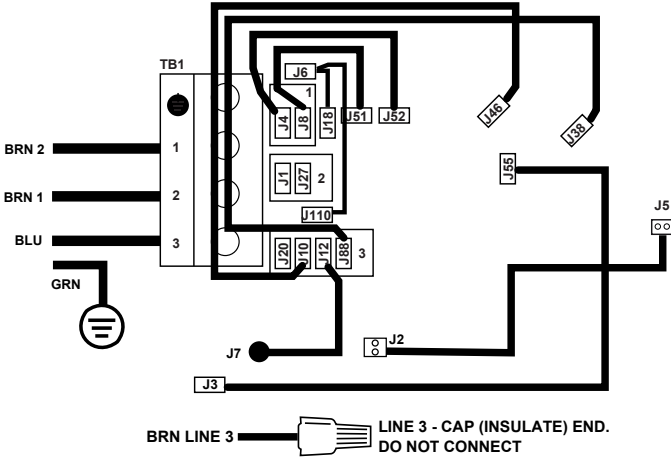 TB1
J6
1
J4
J8
J18
J51
J52
J46
J38
BRN 2
1
J1
J27
2
J55
BRN 1
2
J110
J5
BLU
3
J20
J10
J12
J88
3
GRN
J7
J2
J3
BRN LINE 3
LINE 3 - CAP (INSULATE) END.
DO NOT CONNECT